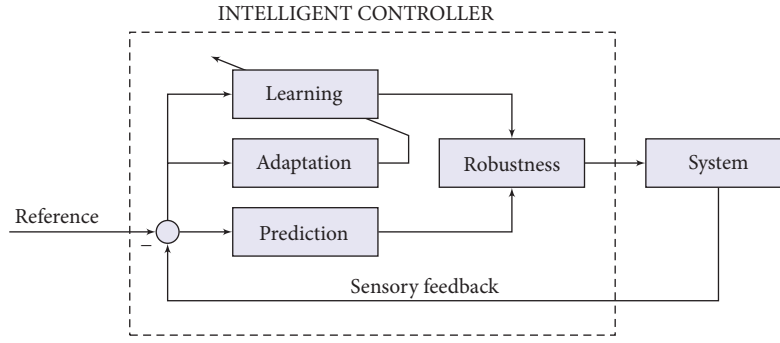 INTELLIGENT CONTROLLER
Learning
Adaptation
Robustness
System
Reference
−
Prediction
Sensory feedback